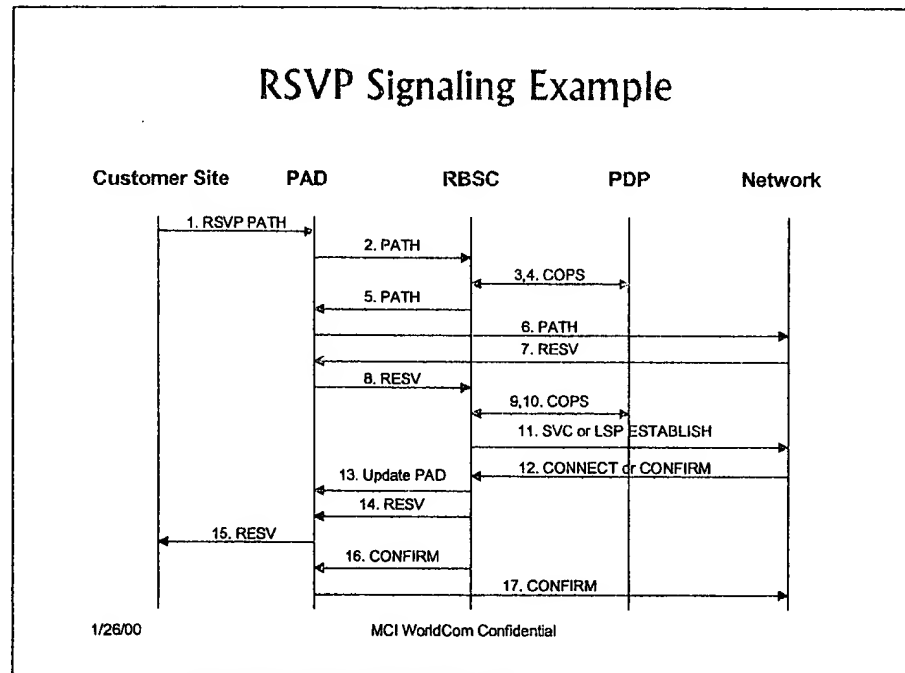 RSVP Signaling Example
Customer Site PAD RBSC PDP Network
1. RSVP PATH
2. PATH
3,4. COPS
5. PATH
6. PATH
7. RESV
8. RESV
9,10. COPS
11. SVC or LSP ESTABLISH
12. CONNECT or CONFIRM
13. Update PAD
14. RESV
15. RESV
16. CONFIRM
17. CONFIRM
1/26/00 MCI WorldCom Confidential